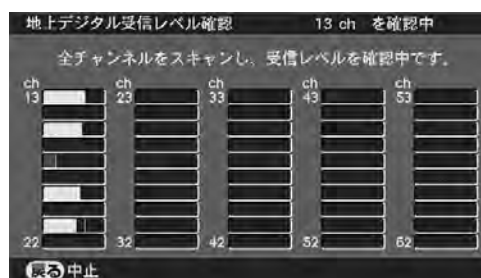 地上デジタル受信レベル確認 13 ch を確認中
全チャンネルをスキャンし、受信レベルを確認中です。
ch ch ch ch ch
13 23 33 43 53
22 32 42 52 62
戻る 中止